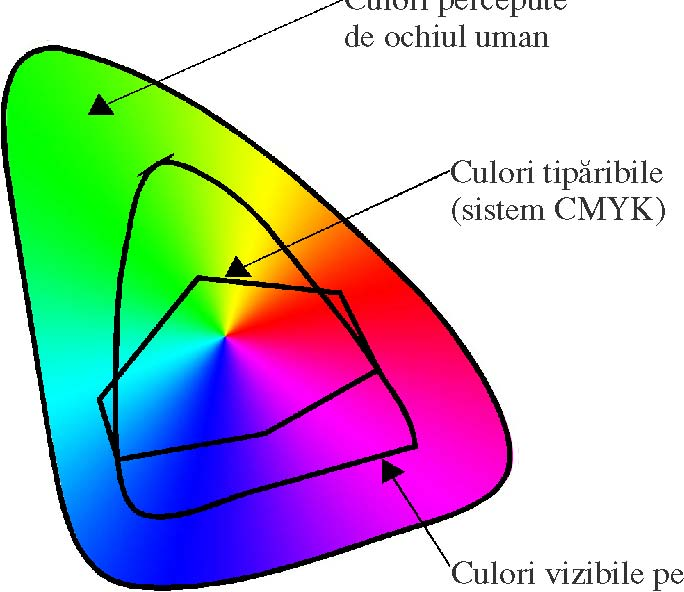 Culori percepute
de ochiul uman
Culori tipăribile
(sistem CMYK)
Culori vizibile pe